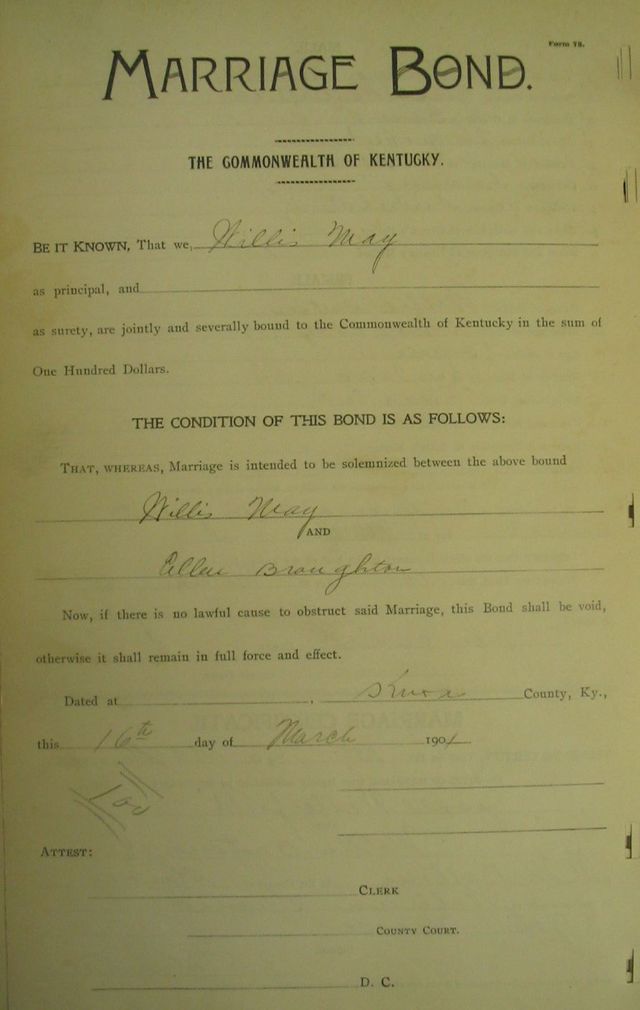 Form 78.
MARRIAGE BOND.
THE COMMONWEALTH OF KENTUCKY.
BE IT KNOWN, That we, Willis May
as principal, and
as surety, are jointly and severally bound to the Commonwealth of Kentucky in the sum of
One Hundred Dollars.
THE CONDITION OF THIS BOND IS AS FOLLOWS:
THAT, WHEREAS, Marriage is intended to be solemnized between the above bound
Willis May
AND
Ellen Broughton
Now, if there is no lawful cause to obstruct said Marriage, this Bond shall be void,
otherwise it shall remain in full force and effect.
Dated at , Knox County, Ky.,
this 16th day of March 1901
ATTEST:
CLERK
COUNTY COURT.
D. C.